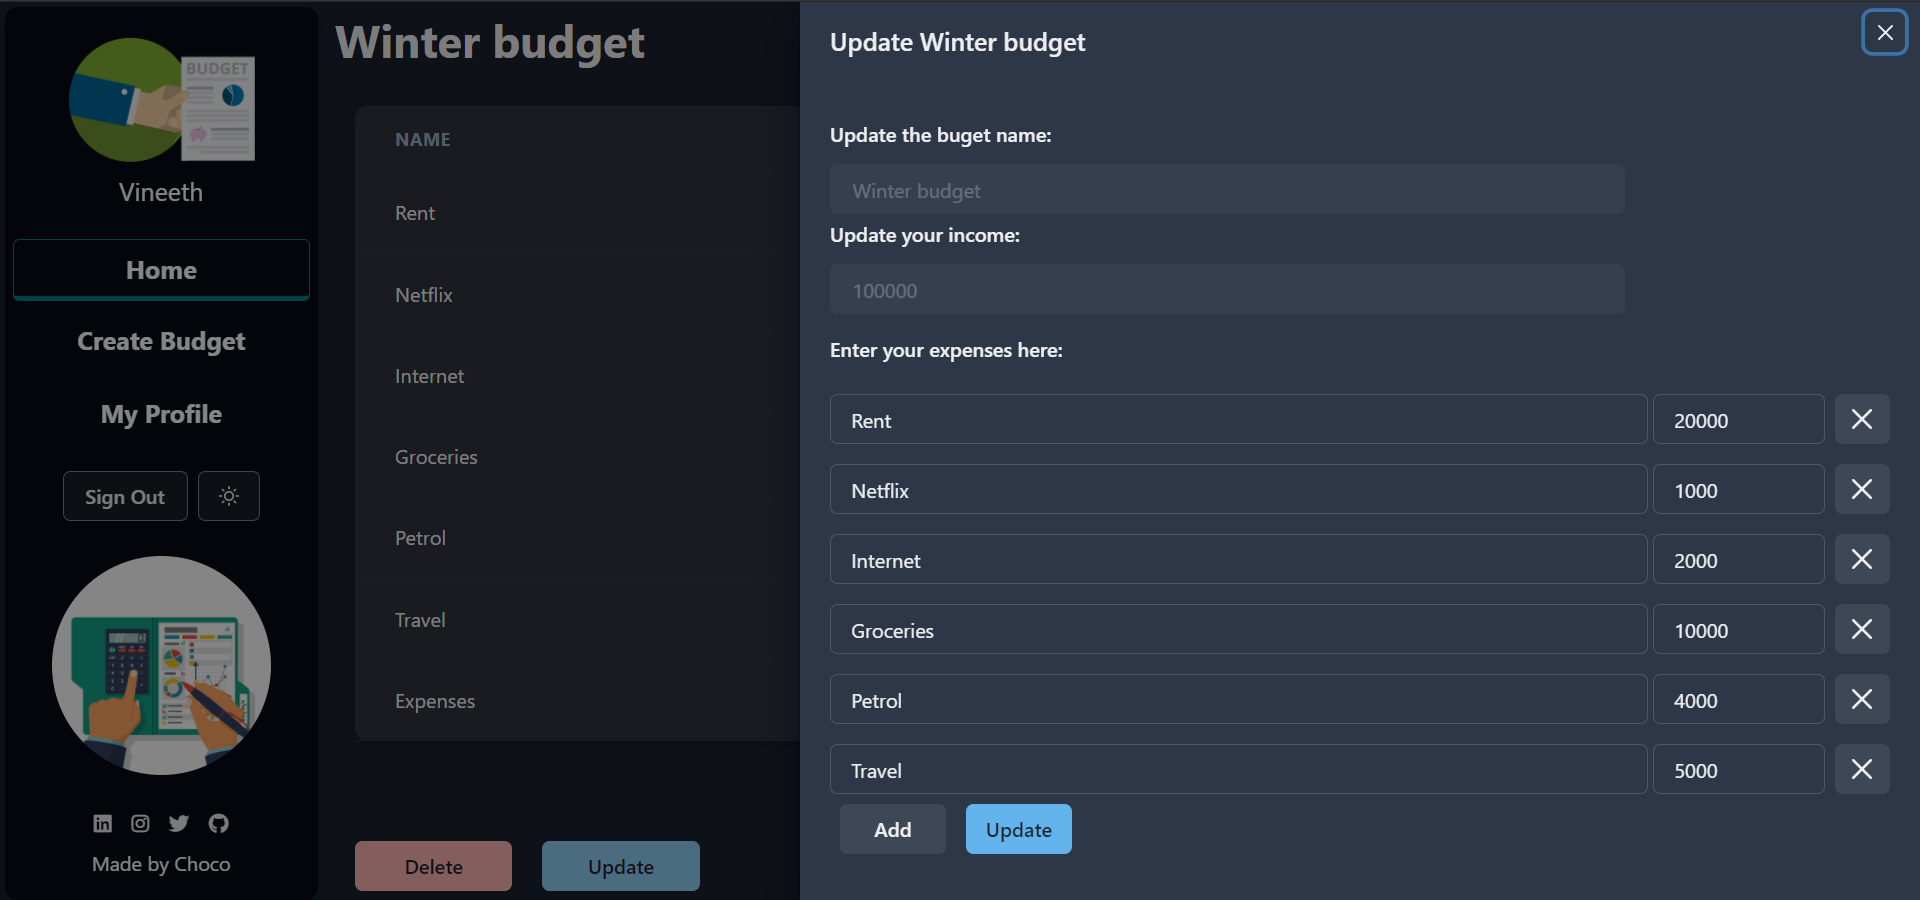 BUDGET
Vineeth
Home
Create Budget
My Profile
Sign Out
Made by Choco
Winter budget
NAME
Rent
Netflix
Internet
Groceries
Petrol
Travel
Expenses
Delete
Update
Update Winter budget
Update the buget name:
Winter budget
Update your income:
100000
Enter your expenses here:
Rent 20000
Netflix 1000
Internet 2000
Groceries 10000
Petrol 4000
Travel 5000
Add Update